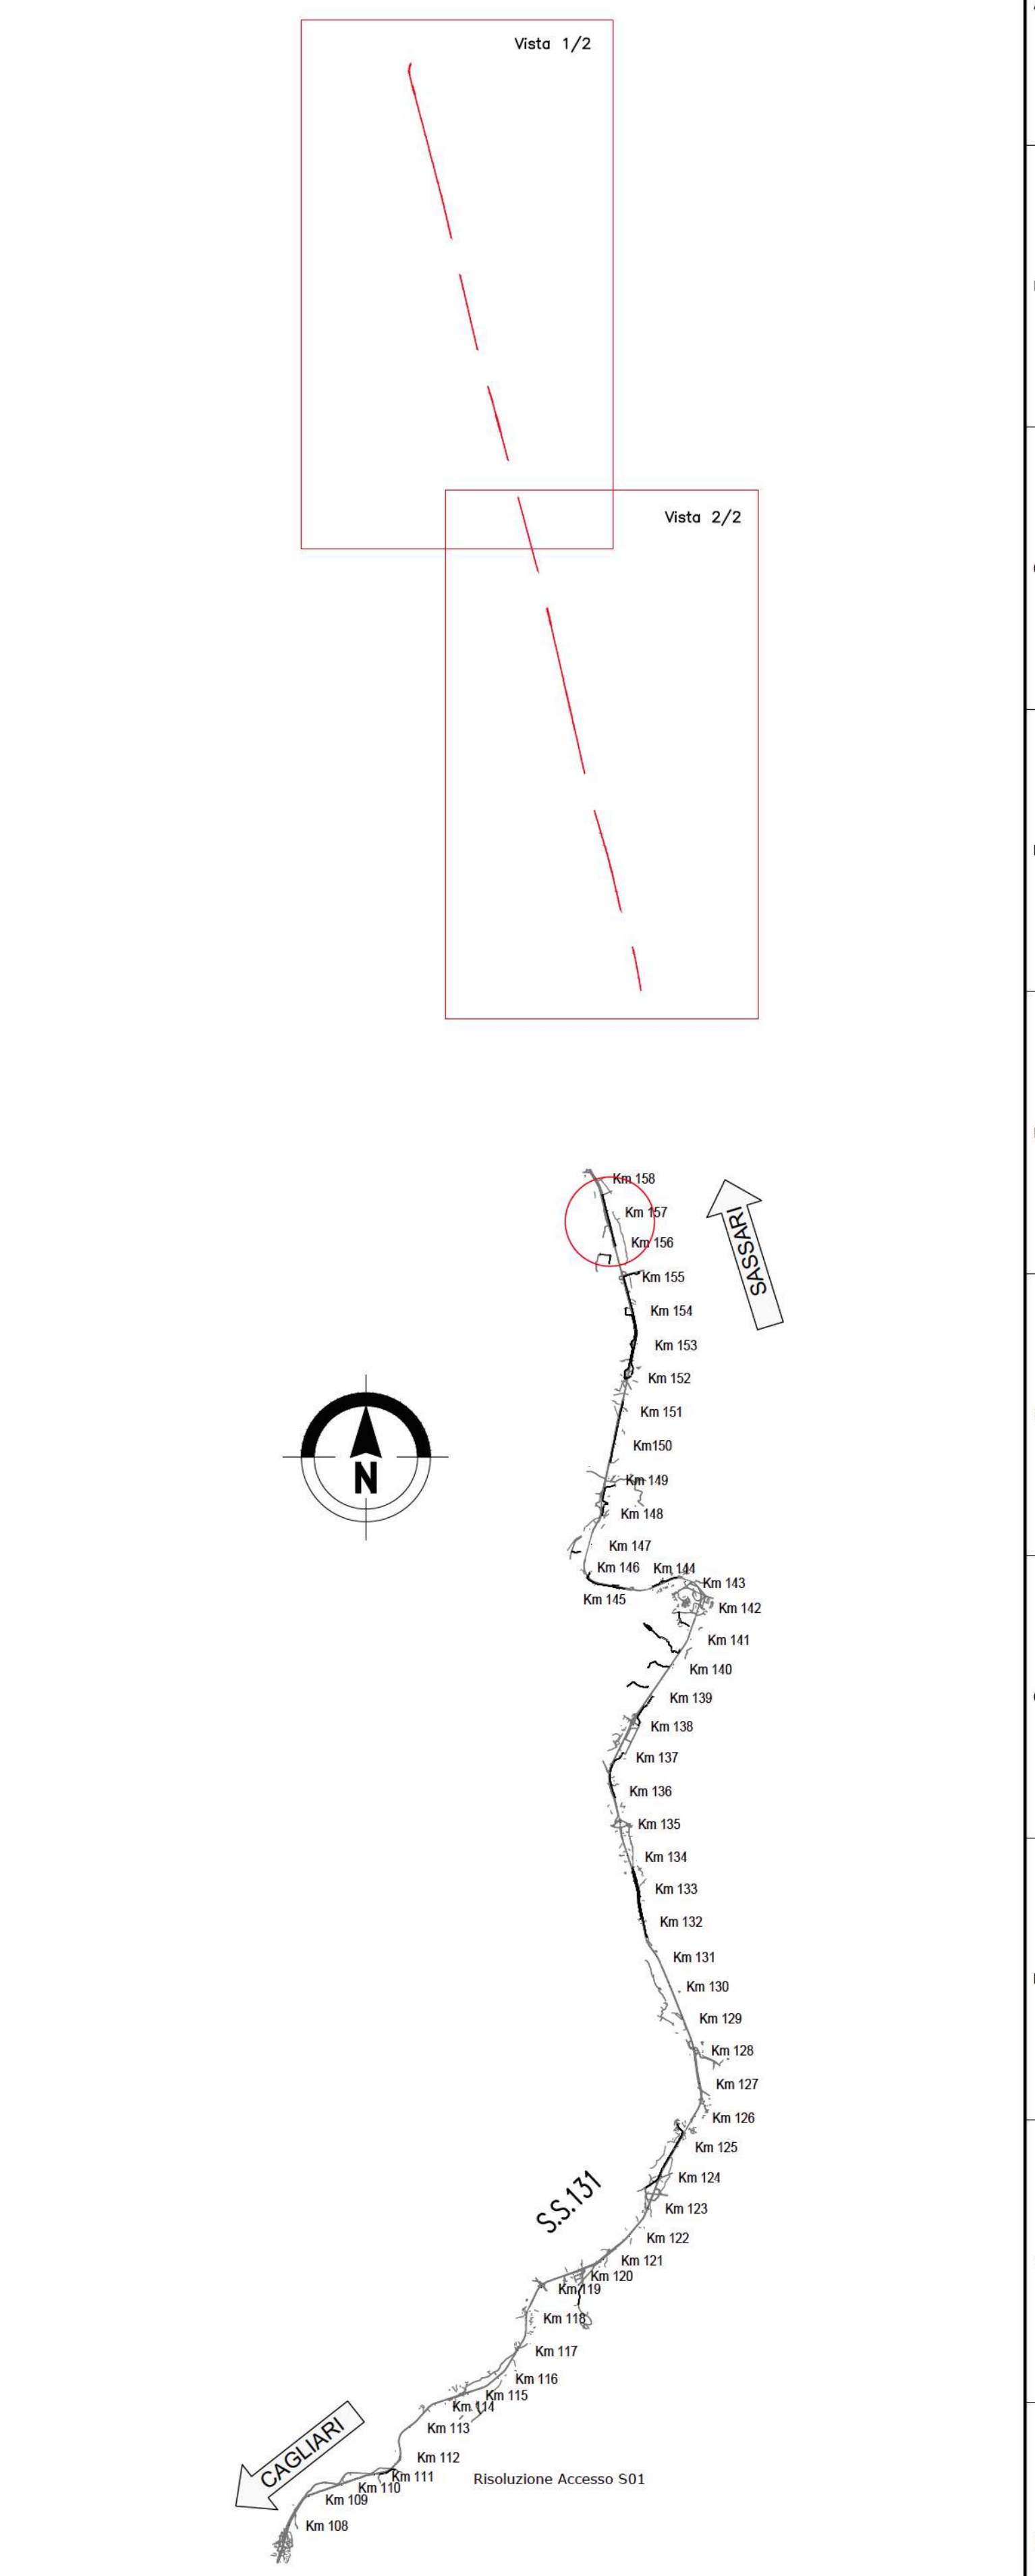 Vista 1/2
Vista 2/2
Km 158
Km 157
Km 156
SASSARI
Km 155
Km 154
Km 153
Km 152
Km 151
Km150
N
Km 149
Km 148
Km 147
Km 146
Km 144
Km 143
Km 145
Km 142
Km 141
Km 140
Km 139
Km 138
Km 137
Km 136
Km 135
Km 134
Km 133
Km 132
Km 131
Km 130
Km 129
Km 128
Km 127
Km 126
Km 125
Km 124
S.S.131
Km 123
Km 122
Km 121
Km 120
Km 119
Km 118
Km 117
Km 116
Km 115
Km 114
Km 113
CAGLIARI
Km 112
Km 111
Risoluzione Accesso S01
Km 110
Km 109
Km 108